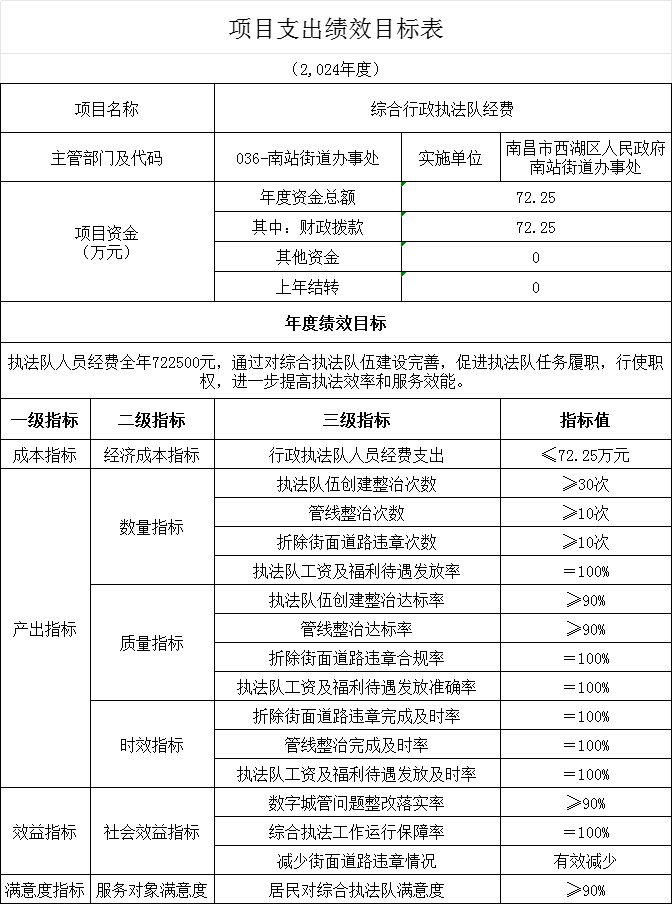 项目支出绩效目标表
（2,024年度）
项目名称 综合行政执法队经费
主管部门及代码 036-南站街道办事处 实施单位 南昌市西湖区人民政府
南站街道办事处
项目资金
（万元）
年度资金总额 72.25
其中：财政拨款 72.25
其他资金 0
上年结转 0
年度绩效目标
执法队人员经费全年722500元，通过对综合执法队伍建设完善，促进执法队任务履职，行使职
权，进一步提高执法效率和服务效能。
一级指标 二级指标 三级指标 指标值
成本指标 经济成本指标 行政执法队人员经费支出 ≤72.25万元
产出指标 数量指标 执法队伍创建整治次数 ≥30次
管线整治次数 ≥10次
折除街面道路违章次数 ≥10次
执法队工资及福利待遇发放率 =100%
质量指标 执法队伍创建整治达标率 ≥90%
管线整治达标率 ≥90%
折除街面道路违章合规率 =100%
执法队工资及福利待遇发放准确率 =100%
时效指标 折除街面道路违章完成及时率 =100%
管线整治完成及时率 =100%
执法队工资及福利待遇发放及时率 =100%
效益指标 社会效益指标 数字城管问题整改落实率 ≥90%
综合执法工作运行保障率 =100%
减少街面道路违章情况 有效减少
满意度指标 服务对象满意度 居民对综合执法队满意度 ≥90%